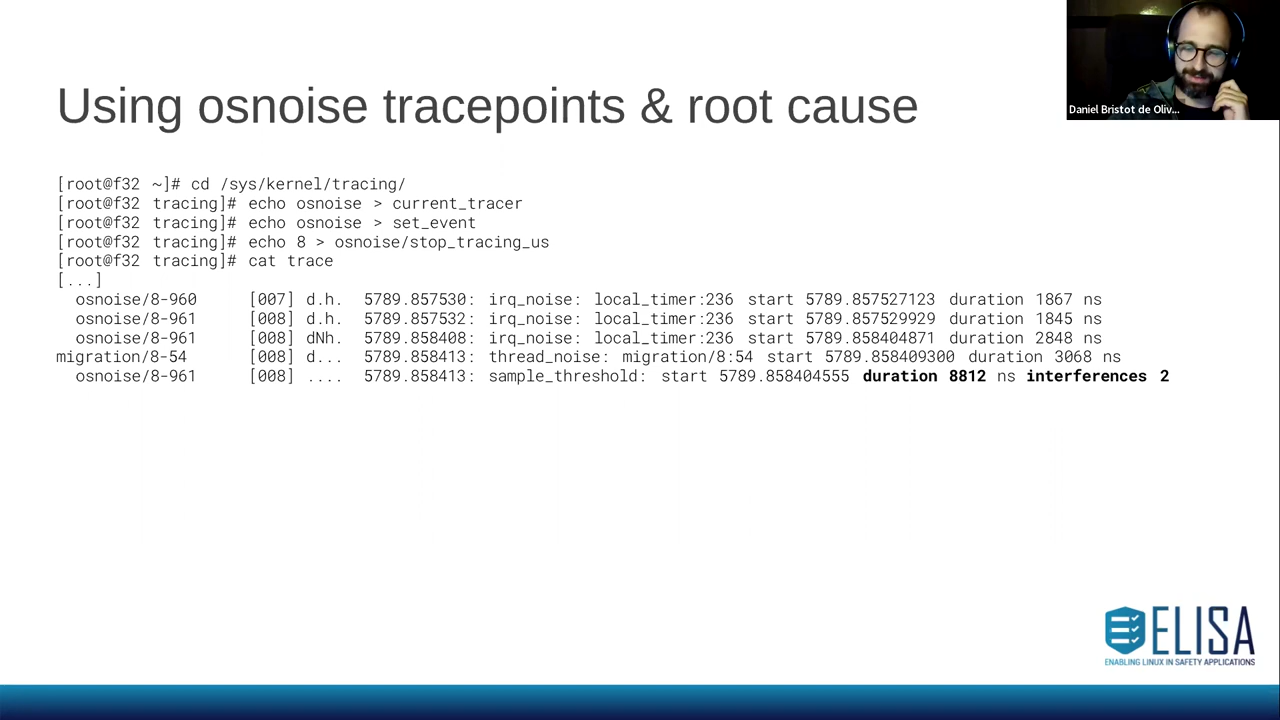 Daniel Bristot de Oliv...
Using osnoise tracepoints & root cause
[root@f32 ~]# cd /sys/kernel/tracing/
[root@f32 tracing]# echo osnoise > current_tracer
[root@f32 tracing]# echo osnoise > set_event
[root@f32 tracing]# echo 8 > osnoise/stop_tracing_us
[root@f32 tracing]# cat trace
[...]
osnoise/8-960 [007] d.h. 5789.857530: irq_noise: local_timer:236 start 5789.857527123 duration 1867 ns
osnoise/8-961 [008] d.h. 5789.857532: irq_noise: local_timer:236 start 5789.857529929 duration 1845 ns
osnoise/8-961 [008] dNh. 5789.858408: irq_noise: local_timer:236 start 5789.858404871 duration 2848 ns
migration/8-54 [008] d... 5789.858413: thread_noise: migration/8:54 start 5789.858409300 duration 3068 ns
osnoise/8-961 [008] .... 5789.858413: sample_threshold: start 5789.858404555 duration 8812 ns interferences 2
ELISA
ENABLING LINUX IN SAFETY APPLICATIONS